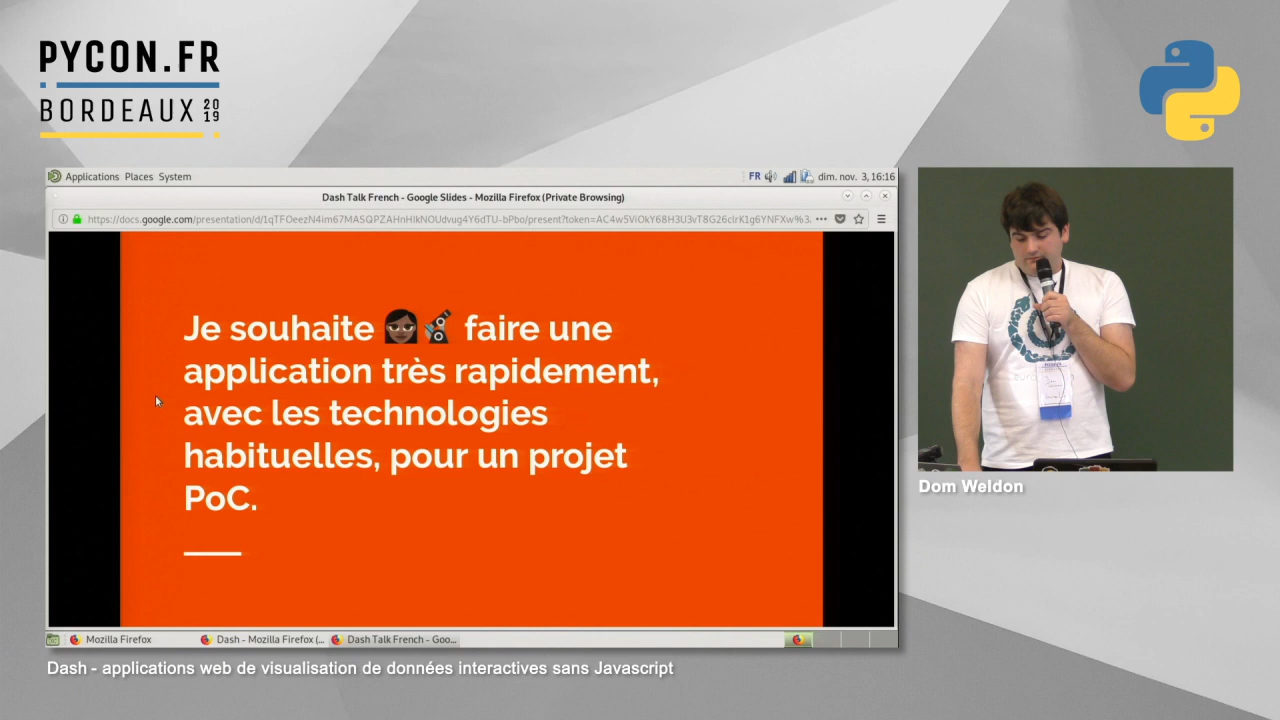 PYCON.FR
BORDEAUX 2019
Applications Places System
FR dim. nov. 3, 16:16
Dash Talk French - Google Slides - Mozilla Firefox (Private Browsing)
Je souhaite faire une
application très rapidement,
avec les technologies
habituelles, pour un projet
PoC.
Dom Weldon
Mozilla Firefox
Dash - Mozilla Firefox (...
Dash Talk French - Goo...
Dash - applications web de visualisation de données interactives sans Javascript